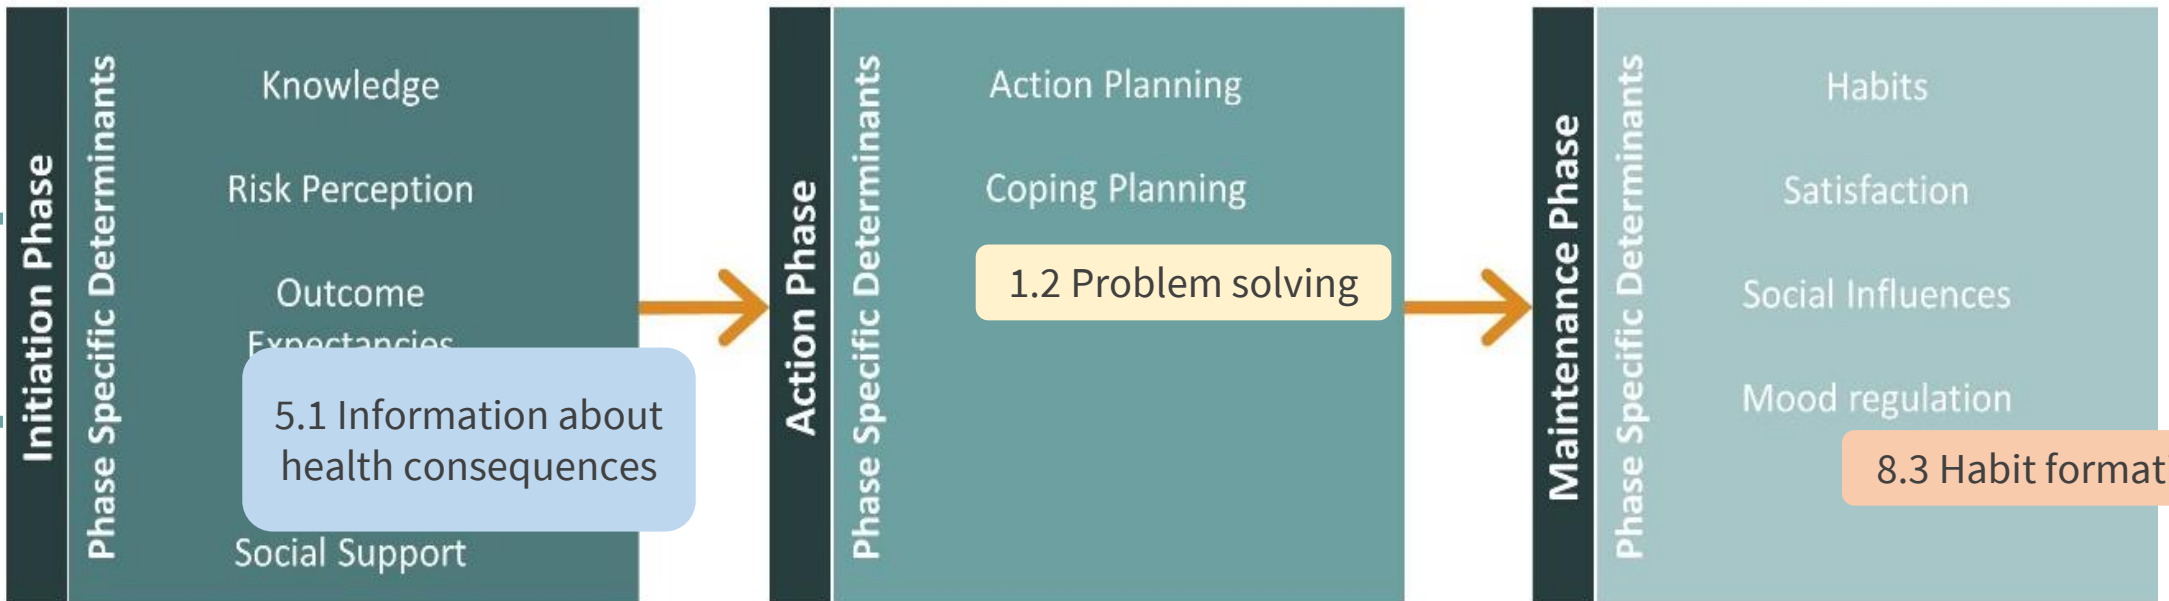 Initiation Phase
Phase Specific Determinants
Knowledge
Risk Perception
Outcome
Expectancies
5.1 Information about
health consequences
Social Support
Action Phase
Phase Specific Determinants
Action Planning
Coping Planning
1.2 Problem solving
Maintenance Phase
Phase Specific Determinants
Habits
Satisfaction
Social Influences
Mood regulation
8.3 Habit formati